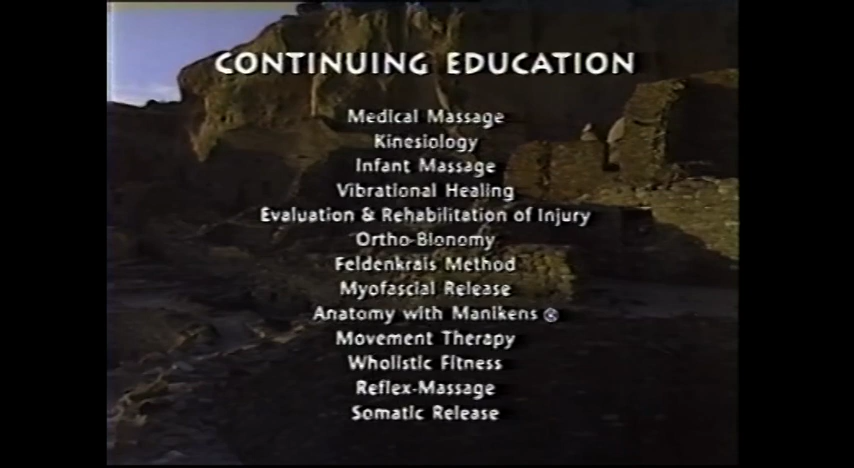 CONTINUING EDUCATION
Medical Massage
Kinesiology
Infant Massage
Vibrational Healing
Evaluation & Rehabilitation of Injury
Ortho-Bionomy
Feldenkrais Method
Myofascial Release
Anatomy with Manikens ®
Movement Therapy
Wholistic Fitness
Reflex-Massage
Somatic Release